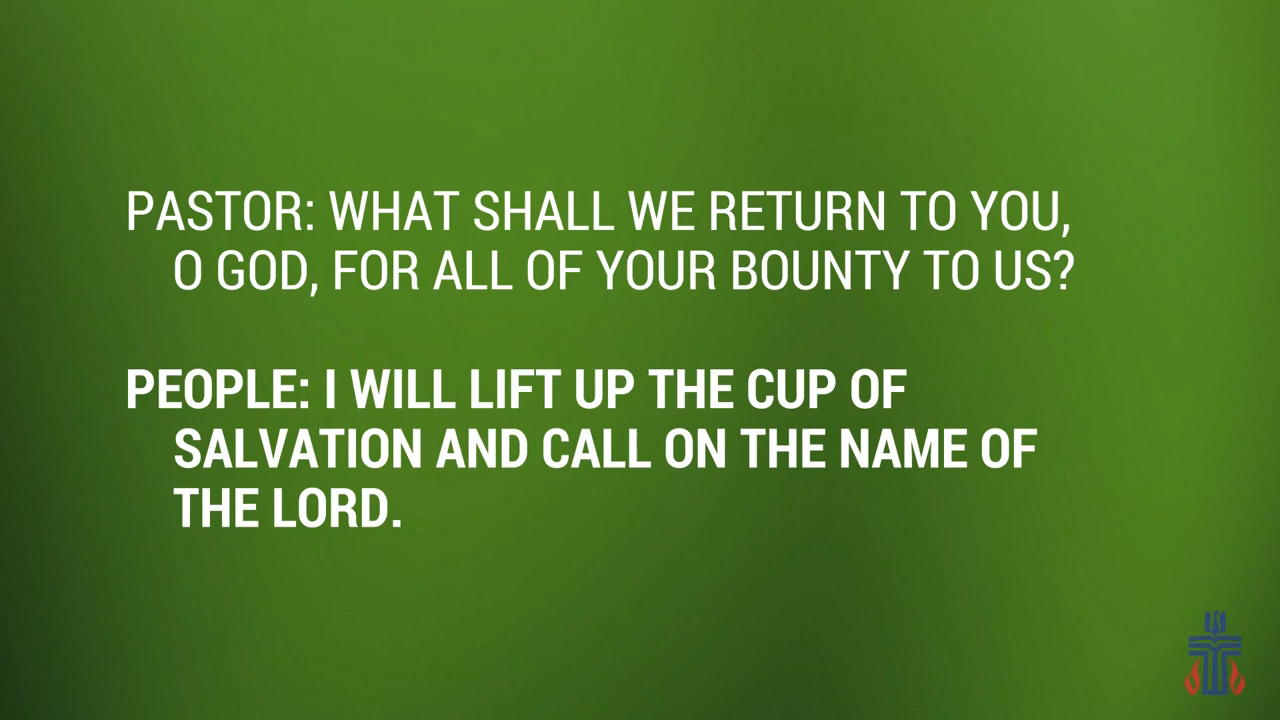 PASTOR: WHAT SHALL WE RETURN TO YOU,
O GOD, FOR ALL OF YOUR BOUNTY TO US?
PEOPLE: I WILL LIFT UP THE CUP OF
SALVATION AND CALL ON THE NAME OF
THE LORD.